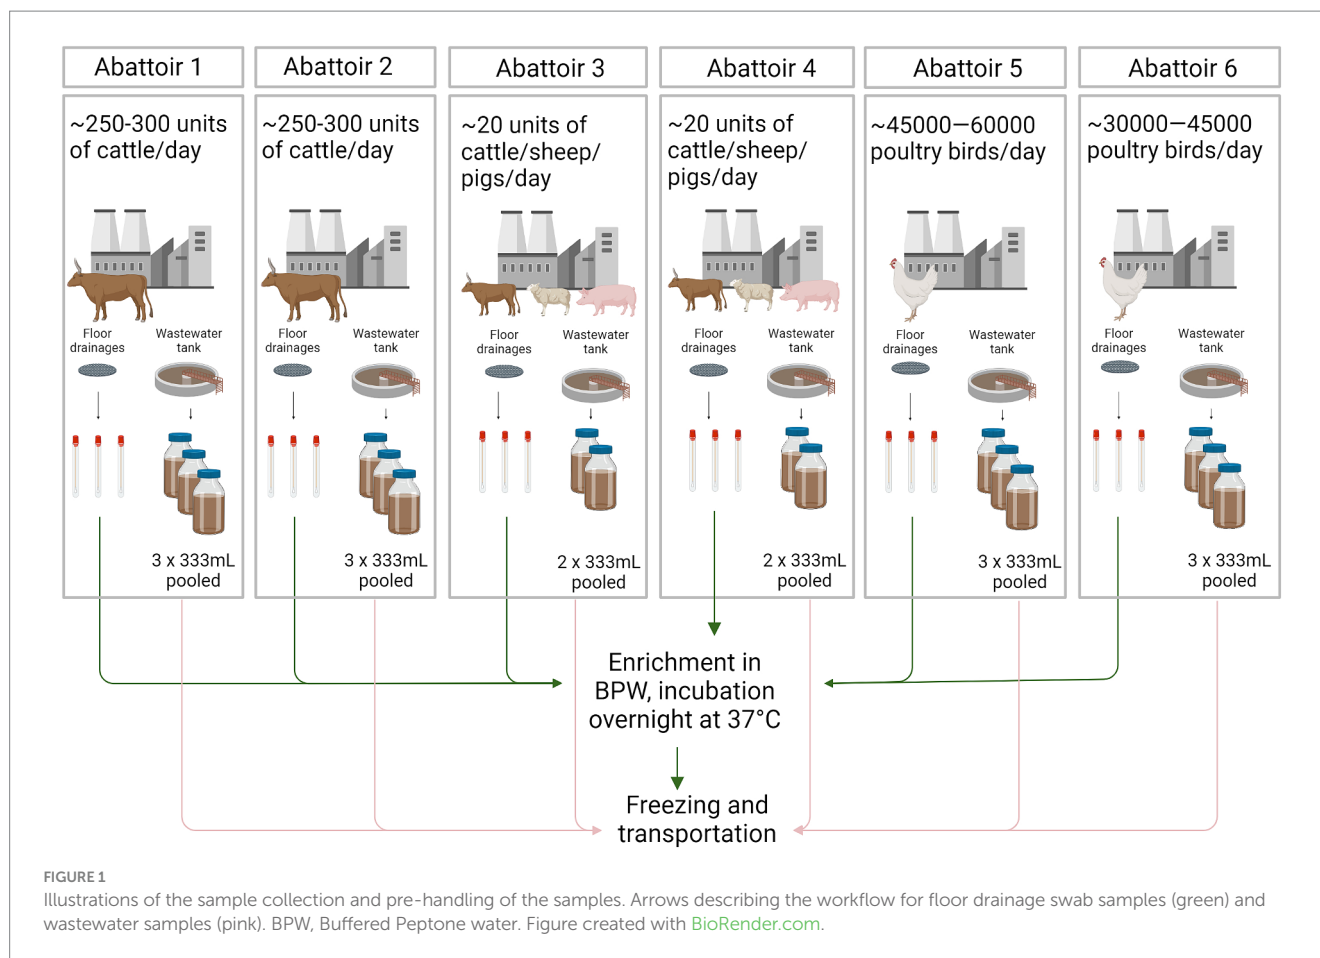 Abattoir 1
Abattoir 2
Abattoir 3
Abattoir 4
Abattoir 5
Abattoir 6
~250-300 units
of cattle/day
~250-300 units
of cattle/day
~20 units of
cattle/sheep/
pigs/day
~20 units of
cattle/sheep/
pigs/day
~45000—60000
poultry birds/day
~30000—45000
poultry birds/day
Floor
drainages
Wastewater
tank
Floor
drainages
Wastewater
tank
Floor
drainages
Wastewater
tank
Floor
drainages
Wastewater
tank
Floor
drainages
Wastewater
tank
Floor
drainages
Wastewater
tank
3 x 333mL
pooled
3 x 333mL
pooled
2 x 333mL
pooled
2 x 333mL
pooled
3 x 333mL
pooled
3 x 333mL
pooled
Enrichment in
BPW, incubation
overnight at 37°C
Freezing and
transportation
FIGURE 1
Illustrations of the sample collection and pre-handling of the samples. Arrows describing the workflow for floor drainage swab samples (green) and
wastewater samples (pink). BPW, Buffered Peptone water. Figure created with BioRender.com.